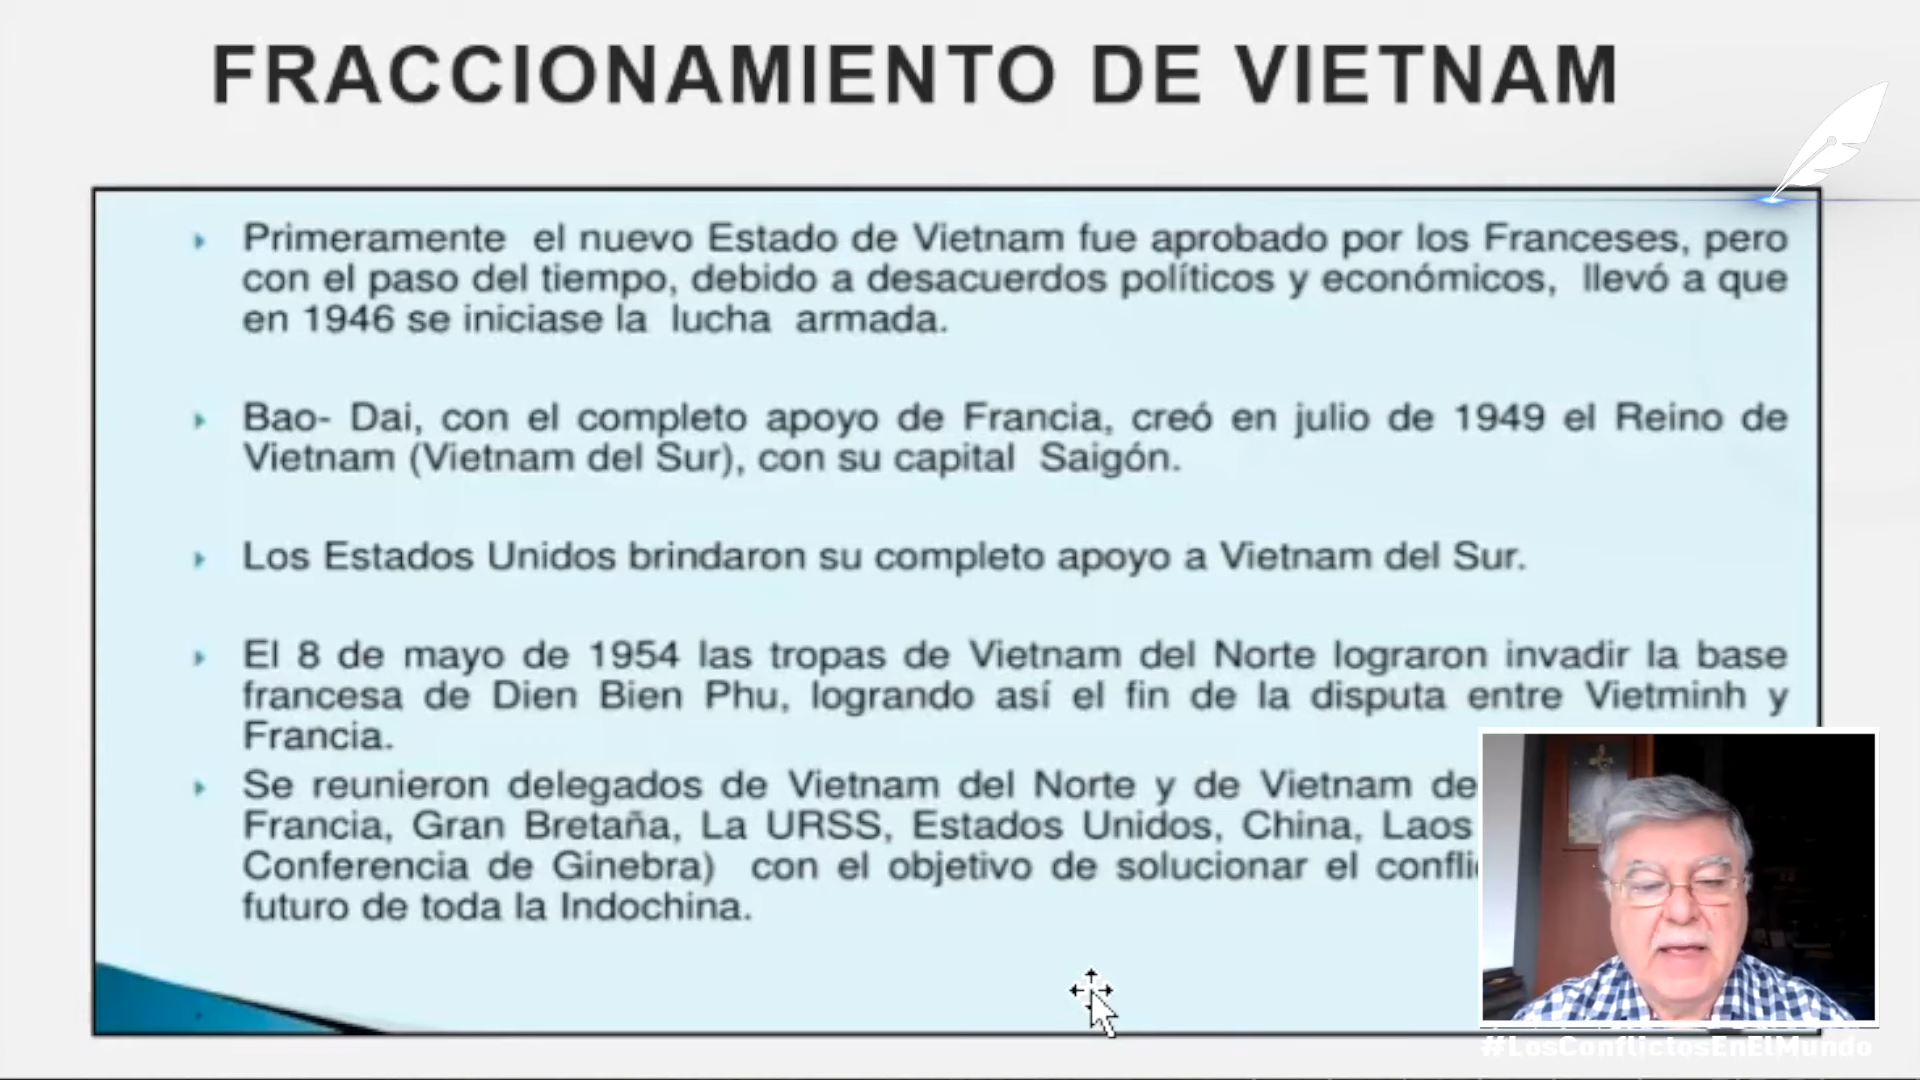 FRACCIONAMIENTO DE VIETNAM
Primeramente el nuevo Estado de Vietnam fue aprobado por los Franceses, pero
con el paso del tiempo, debido a desacuerdos políticos y económicos, llevó a que
en 1946 se iniciase la lucha armada.
Bao- Dai, con el completo apoyo de Francia, creó en julio de 1949 el Reino de
Vietnam (Vietnam del Sur), con su capital Saigón.
Los Estados Unidos brindaron su completo apoyo a Vietnam del Sur.
El 8 de mayo de 1954 las tropas de Vietnam del Norte lograron invadir la base
francesa de Dien Bien Phu, logrando así el fin de la disputa entre Vietminh y
Francia.
Se reunieron delegados de Vietnam del Norte y de Vietnam de
Francia, Gran Bretaña, La URSS, Estados Unidos, China, Laos
Conferencia de Ginebra) con el objetivo de solucionar el
futuro de toda la Indochina.
#LosConflictosEnElMundo